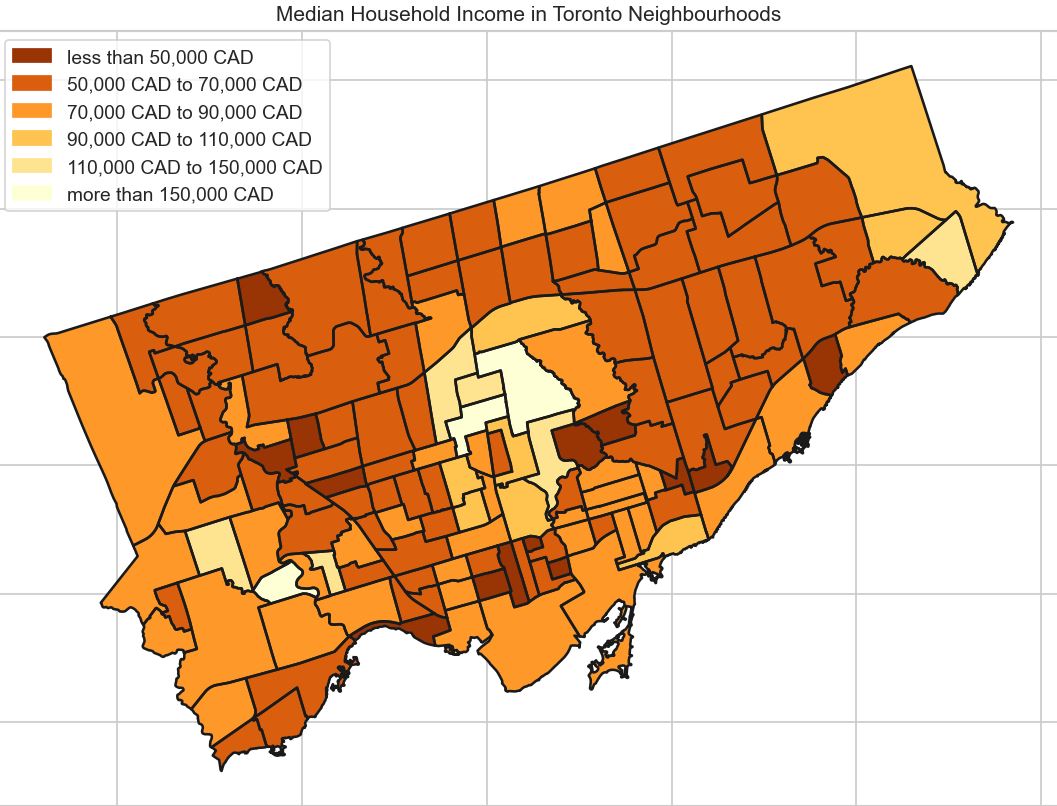 Median Household Income in Toronto Neighbourhoods
less than 50,000 CAD
50,000 CAD to 70,000 CAD
70,000 CAD to 90,000 CAD
90,000 CAD to 110,000 CAD
110,000 CAD to 150,000 CAD
more than 150,000 CAD